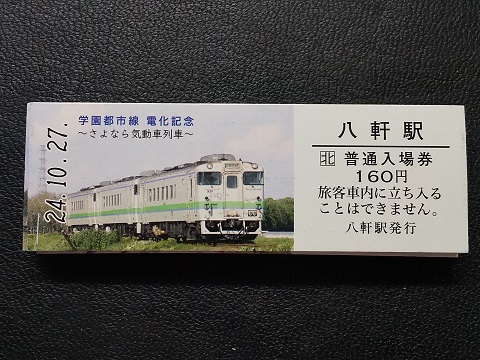 学園都市線 電化記念
～さよなら気動車列車～
24.10.27.
八軒駅
北 普通入場券
160円
旅客車内に立ち入る
ことはできません。
八軒駅発行